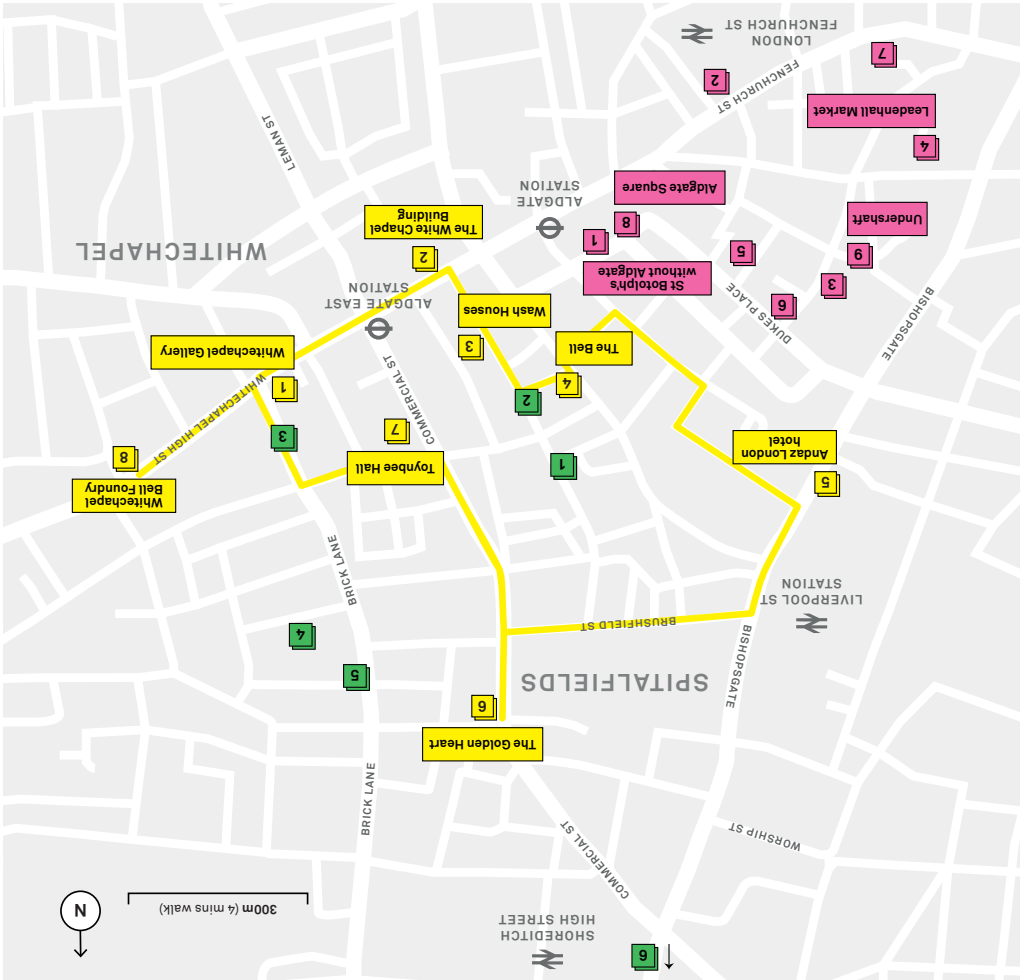 SHOREDITCH
HIGH STREET
6
300m (4 mins walk)
N
COMMERCIAL ST
WORSHIP ST
BRICK LANE
The Golden Heart
6
BISHOPSGATE
SPITALFIELDS
5
4
LIVERPOOL ST
STATION
BRUSHFIELD ST
BRICK LANE
5
Andaz London
hotel
1
Toynbee Hall
7
Whitechapel
Bell Foundry
8
3
WHITECHAPEL HIGH ST
2
4
The Bell
COMMERCIAL ST
1
Whitechapel Gallery
3
Wash Houses
BISHOPSGATE
DUKES PLACE
6
3
9
Undershaft
5
St Botolph's
without Aldgate
1
8
Aldgate Square
ALDGATE EAST
STATION
2
The White Chapel
Building
WHITECHAPEL
ALDGATE
STATION
4
Leadenhall Market
LEMAN ST
7
2
FENCHURCH ST
LONDON
FENCHURCH ST